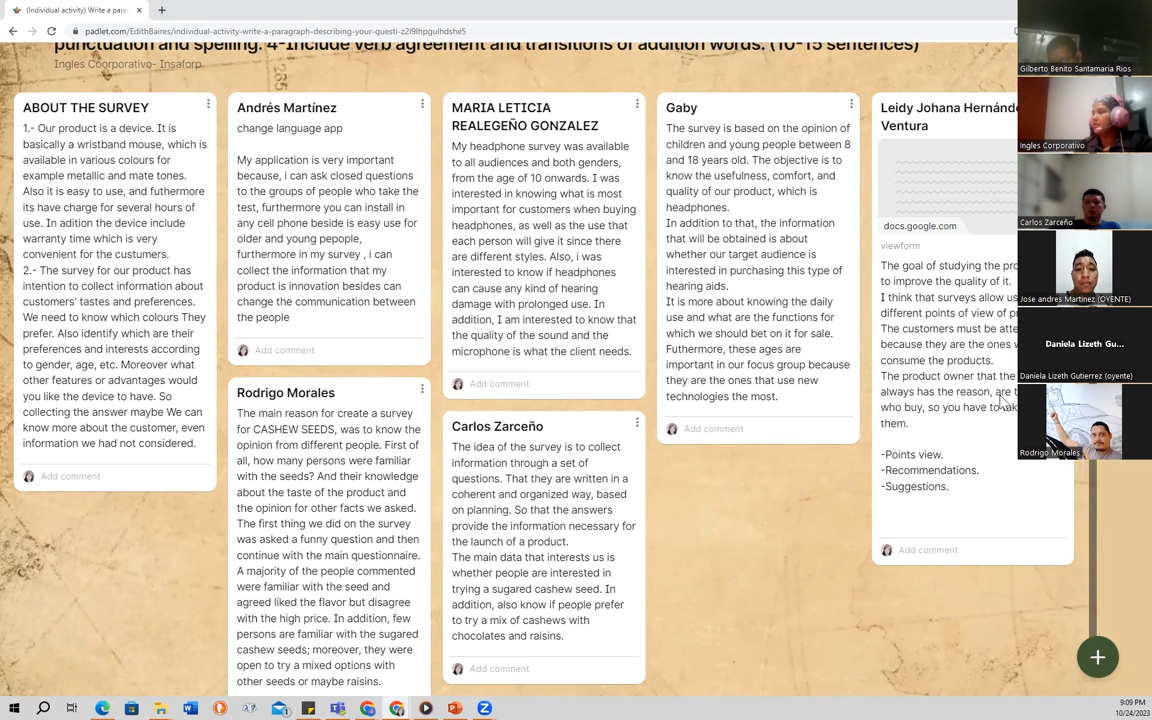 (Individual activity) Write a para
padlet.com/EdithBaires/individual-activity-write-a-paragraph-describing-your-questi-z2l9lhpgulhdshe5
punctuation and spelling. 4-Include verb agreement and transitions of addition words. (10-15 sentences)
Ingles Coorporativo- Insaforp
ABOUT THE SURVEY
1.- Our product is a device. It is
basically a wristband mouse, which is
available in various colours for
example metallic and mate tones.
Also it is easy to use, and futhermore
its have charge for several hours of
use. In adition the device include
warranty time which is very
convenient for the custumers.
2.- The survey for our product has
intention to collect information about
customers' tastes and preferences.
We need to know which colours They
prefer. Also identify which are their
preferences and interests according
to gender, age, etc. Moreover what
other features or advantages would
you like the device to have. So
collecting the answer maybe We can
know more about the customer, even
information we had not considered.
Add comment
Andrés Martínez
change language app
My application is very important
because, i can ask closed questions
to the groups of people who take the
test, furthermore you can install in
any cell phone beside is easy use for
older and young pepople,
furthermore in my survey , i can
collect the information that my
product is innovation besides can
change the communication between
the people
Add comment
Rodrigo Morales
The main reason for create a survey
for CASHEW SEEDS, was to know the
opinion from different people. First of
all, how many persons were familiar
with the seeds? And their knowledge
about the taste of the product and
the opinion for other facts we asked.
The first thing we did on the survey
was asked a funny question and then
continue with the main questionnaire.
A majority of the people commented
were familiar with the seed and
agreed liked the flavor but disagree
with the high price. In addition, few
persons are familiar with the sugared
cashew seeds; moreover, they were
open to try a mixed options with
other seeds or maybe raisins.
MARIA LETICIA
REALEGEÑO GONZALEZ
My headphone survey was available
to all audiences and both genders,
from the age of 10 onwards. I was
interested in knowing what is most
important for customers when buying
headphones, as well as the use that
each person will give it since there
are different styles. Also, i was
interested to know if headphones
can cause any kind of hearing
damage with prolonged use. In
addition, I am interested to know that
the quality of the sound and the
microphone is what the client needs.
Add comment
Carlos Zarceño
The idea of the survey is to collect
information through a set of
questions. That they are written in a
coherent and organized way, based
on planning. So that the answers
provide the information necessary for
the launch of a product.
The main data that interests us is
whether people are interested in
trying a sugared cashew seed. In
addition, also know if people prefer
to try a mix of cashews with
chocolates and raisins.
Add comment
Gaby
The survey is based on the opinion of
children and young people between 8
and 18 years old. The objective is to
know the usefulness, comfort, and
quality of our product, which is
headphones.
In addition to that, the information
that will be obtained is about
whether our target audience is
interested in purchasing this type of
hearing aids.
It is more about knowing the daily
use and what are the functions for
which we should bet on it for sale.
Futhermore, these ages are
important in our focus group because
they are the ones that use new
technologies the most.
Add comment
Leidy Johana Hernánde
Ventura
docs.google.com
viewform
The goal of studying the pro
to improve the quality of it.
I think that surveys allow us
different points of view of pr
The customers must be atte
because they are the ones w
consume the products.
The product owner that the
always has the reason, are t
who buy, so you have to tak
them.
-Points view.
-Recommendations.
-Suggestions.
Add comment
Gilberto Benito Santamaria Rios
Ingles Corporativo
Carlos Zarceño
Jose andres Martinez (OYENTE)
Daniela Lizeth Gu...
Daniela Lizeth Gutierrez (oyente)
Rodrigo Morales
9:09 PM
10/24/2023